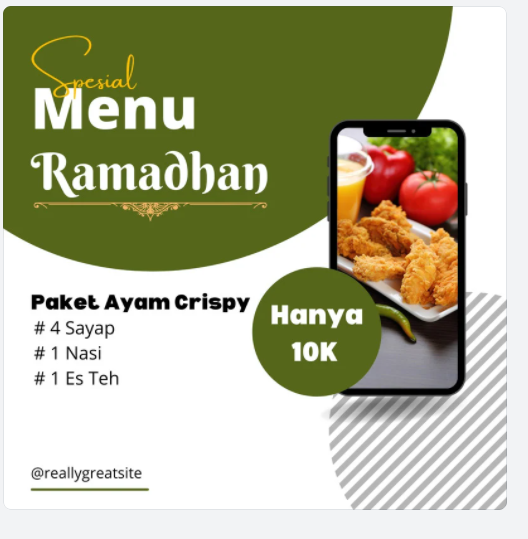 Spesial
Menu
Ramadhan
Paket Ayam Crispy
# 4 Sayap
# 1 Nasi
# 1 Es Teh
Hanya
10K
@reallygreatsite